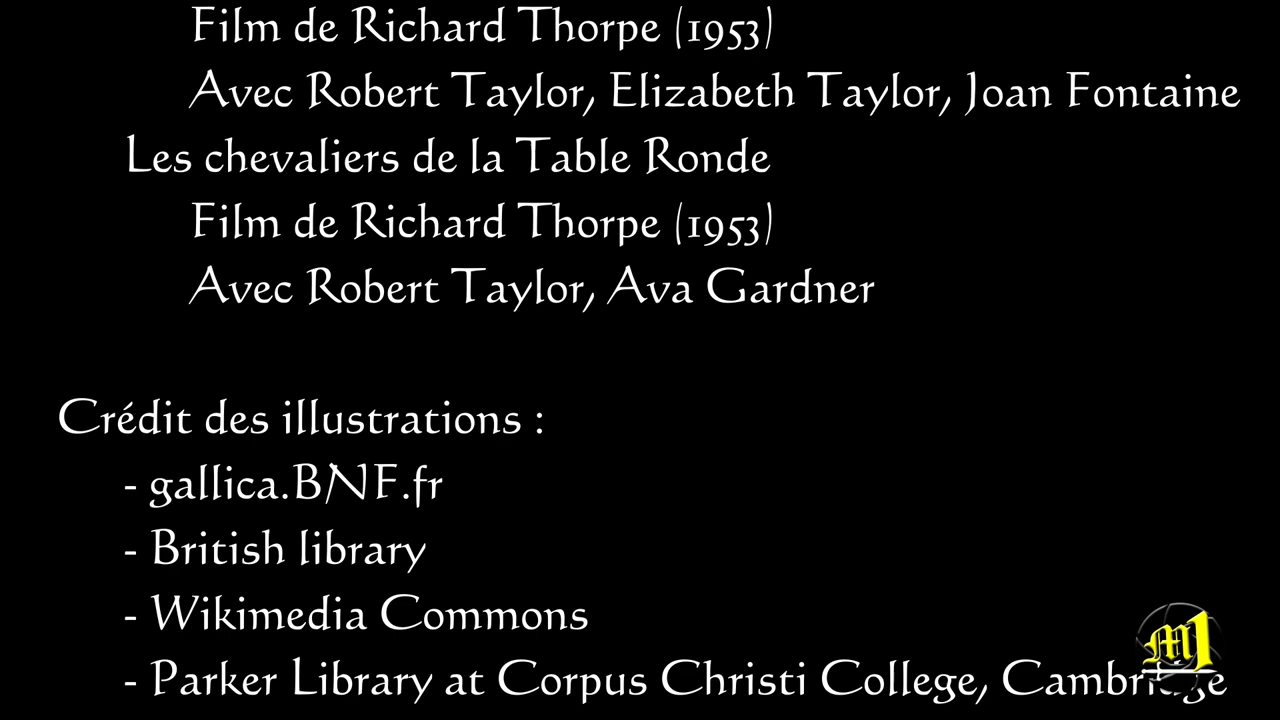 Film de Richard Thorpe (1953)
Avec Robert Taylor, Elizabeth Taylor, Joan Fontaine
Les chevaliers de la Table Ronde
Film de Richard Thorpe (1953)
Avec Robert Taylor, Ava Gardner
Crédit des illustrations :
- gallica.BNF.fr
- British library
- Wikimedia Commons
- Parker Library at Corpus Christi College, Cambridge
M1